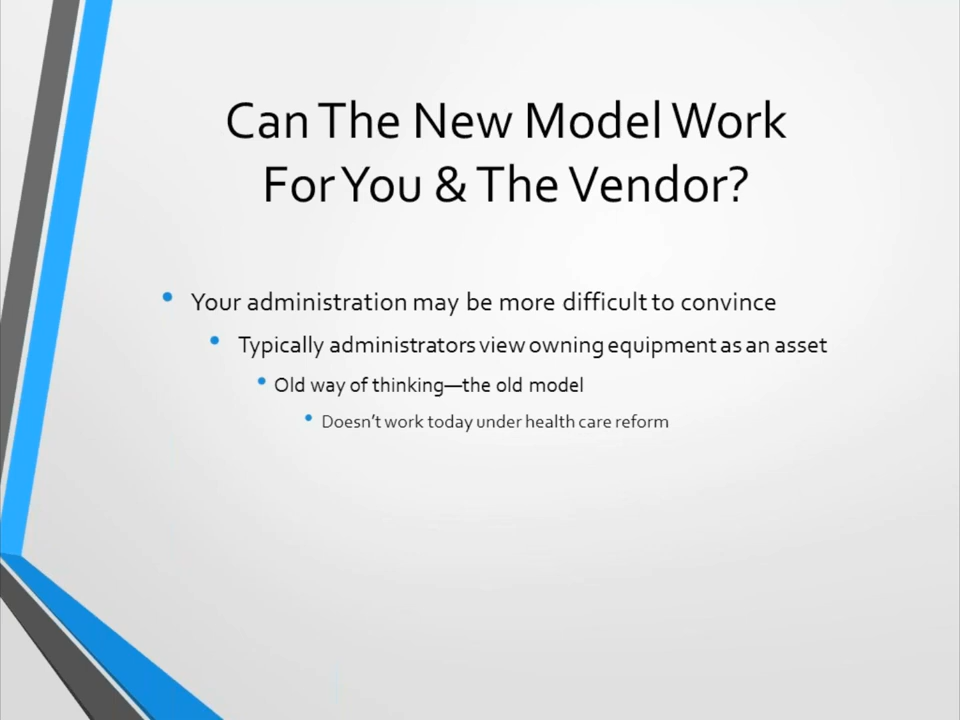 Can The New Model Work
For You & The Vendor?
• Your administration may be more difficult to convince
• Typically administrators view owning equipment as an asset
• Old way of thinking—the old model
• Doesn’t work today under health care reform